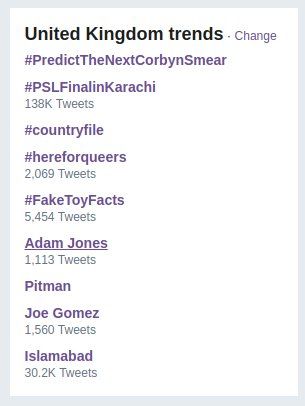 United Kingdom trends · Change
#PredictTheNextCorbynSmear
#PSLFinalinKarachi
138K Tweets
#countryfile
#hereforqueers
2,069 Tweets
#FakeToyFacts
5,454 Tweets
Adam Jones
1,113 Tweets
Pitman
Joe Gomez
1,560 Tweets
Islamabad
30.2K Tweets